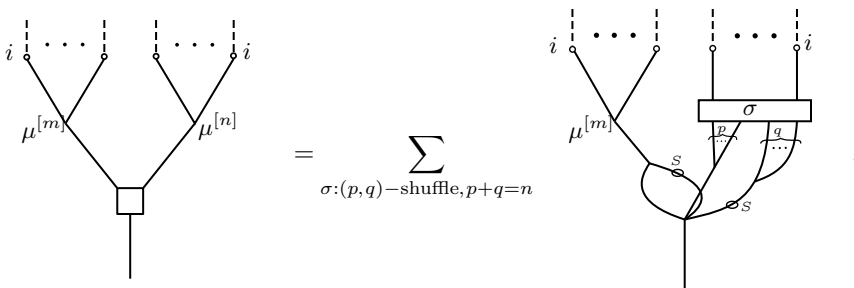 i . . . . . . i i . . . i
μ^{[m]} μ^{[n]} μ^{[m]} σ
p ... q ...
= ∑ S
σ:(p,q)−shuffle,p+q=n S